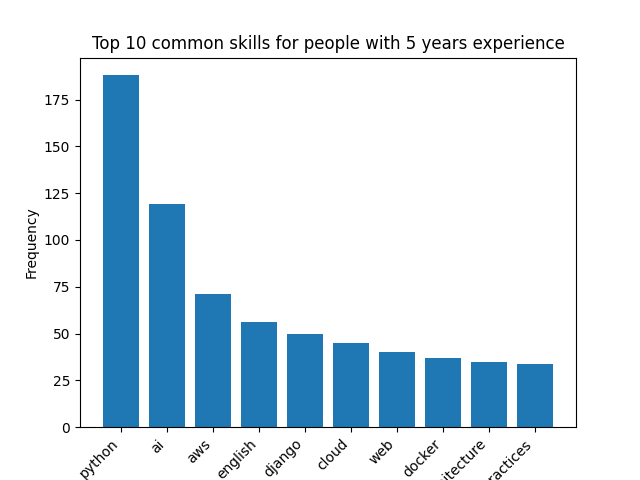 Top 10 common skills for people with 5 years experience
Frequency
175
150
125
100
75
50
25
0
python
ai
aws
english
django
cloud
web
docker
itecture
ractices